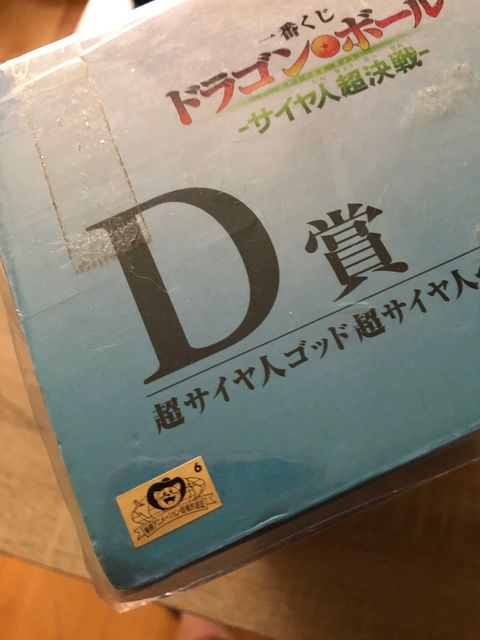 一番くじ
ドラゴンボール
-サイヤ人超決戦-
D賞
超サイヤ人ゴッド超サイヤ人
6